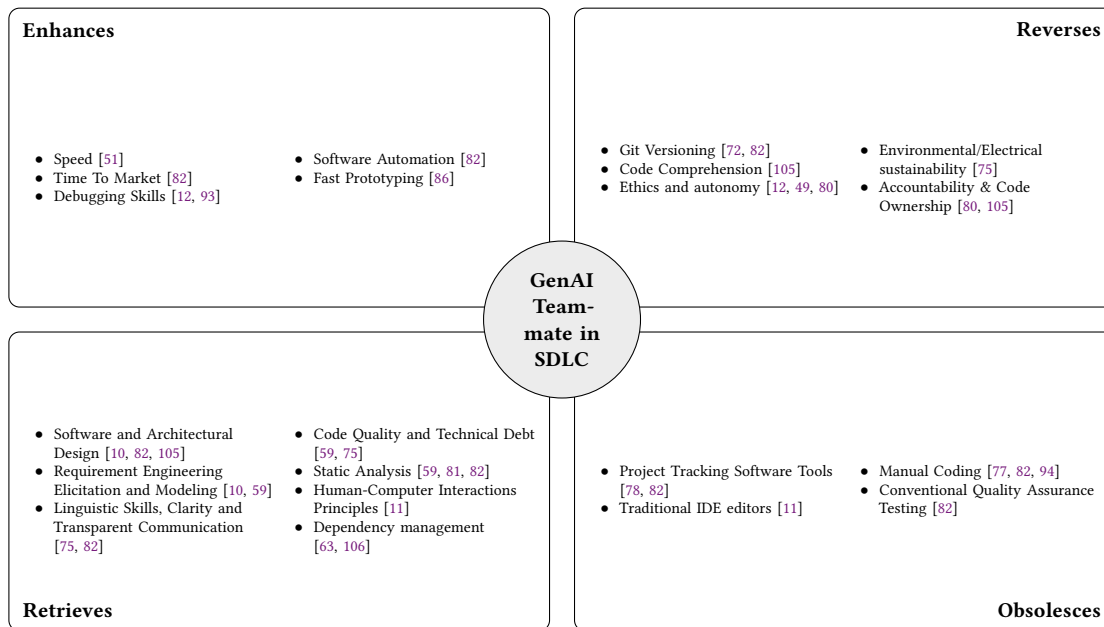 Enhances
• Speed [51]
• Time To Market [82]
• Debugging Skills [12, 93]
• Software Automation [82]
• Fast Prototyping [86]
Reverses
• Git Versioning [72, 82]
• Code Comprehension [105]
• Ethics and autonomy [12, 49, 80]
• Environmental/Electrical
sustainability [75]
• Accountability & Code
Ownership [80, 105]
GenAI
Team-
mate in
SDLC
• Software and Architectural
Design [10, 82, 105]
• Requirement Engineering
Elicitation and Modeling [10, 59]
• Linguistic Skills, Clarity and
Transparent Communication
[75, 82]
• Code Quality and Technical Debt
[59, 75]
• Static Analysis [59, 81, 82]
• Human-Computer Interactions
Principles [11]
• Dependency management
[63, 106]
Retrieves
• Project Tracking Software Tools
[78, 82]
• Traditional IDE editors [11]
• Manual Coding [77, 82, 94]
• Conventional Quality Assurance
Testing [82]
Obsolesces